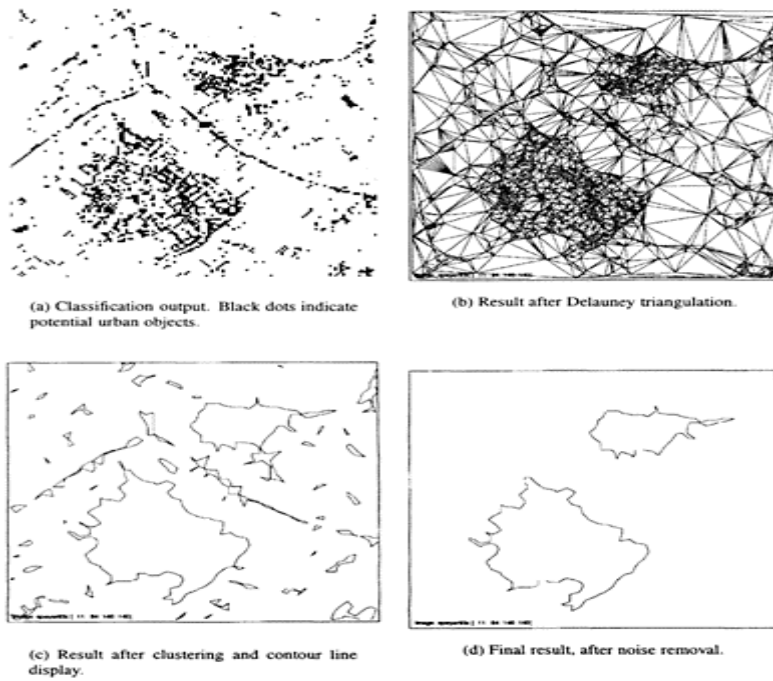 (a) Classification output. Black dots indicate
potential urban objects.
(b) Result after Delauney triangulation.
(c) Result after clustering and contour line
display.
(d) Final result, after noise removal.